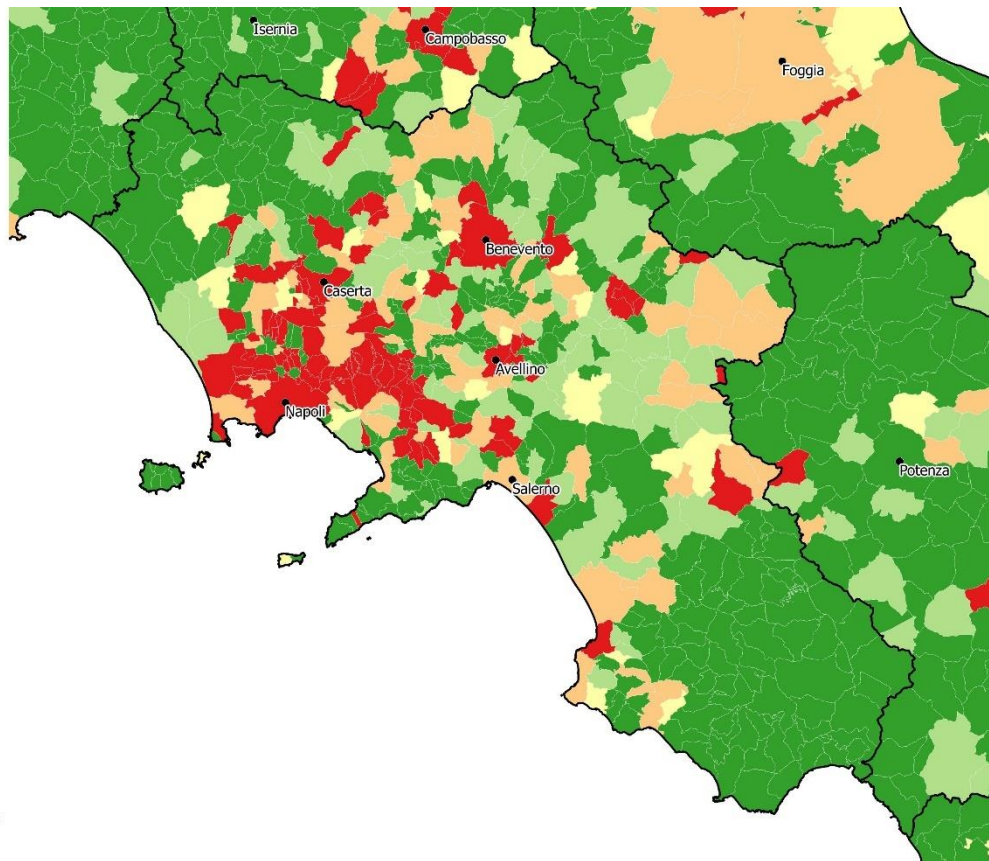 Isernia
Campobasso
Foggia
Benevento
Caserta
Avellino
Napoli
Potenza
Salerno